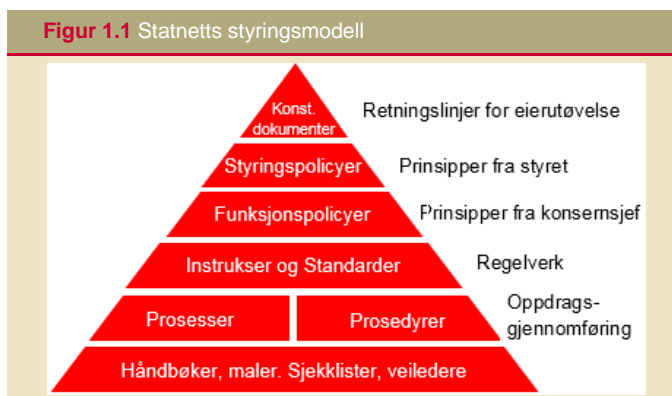 Figur 1.1 Statnetts styringsmodell
Konst.
dokumenter
Retningslinjer for eierutøvelse
Styringspolicyer
Prinsipper fra styret
Funksjonspolicyer
Prinsipper fra konsernsjef
Instrukser og Standarder
Regelverk
Prosesser
Prosedyrer
Oppdrags-
gjennomføring
Håndbøker, maler. Sjekklister, veiledere